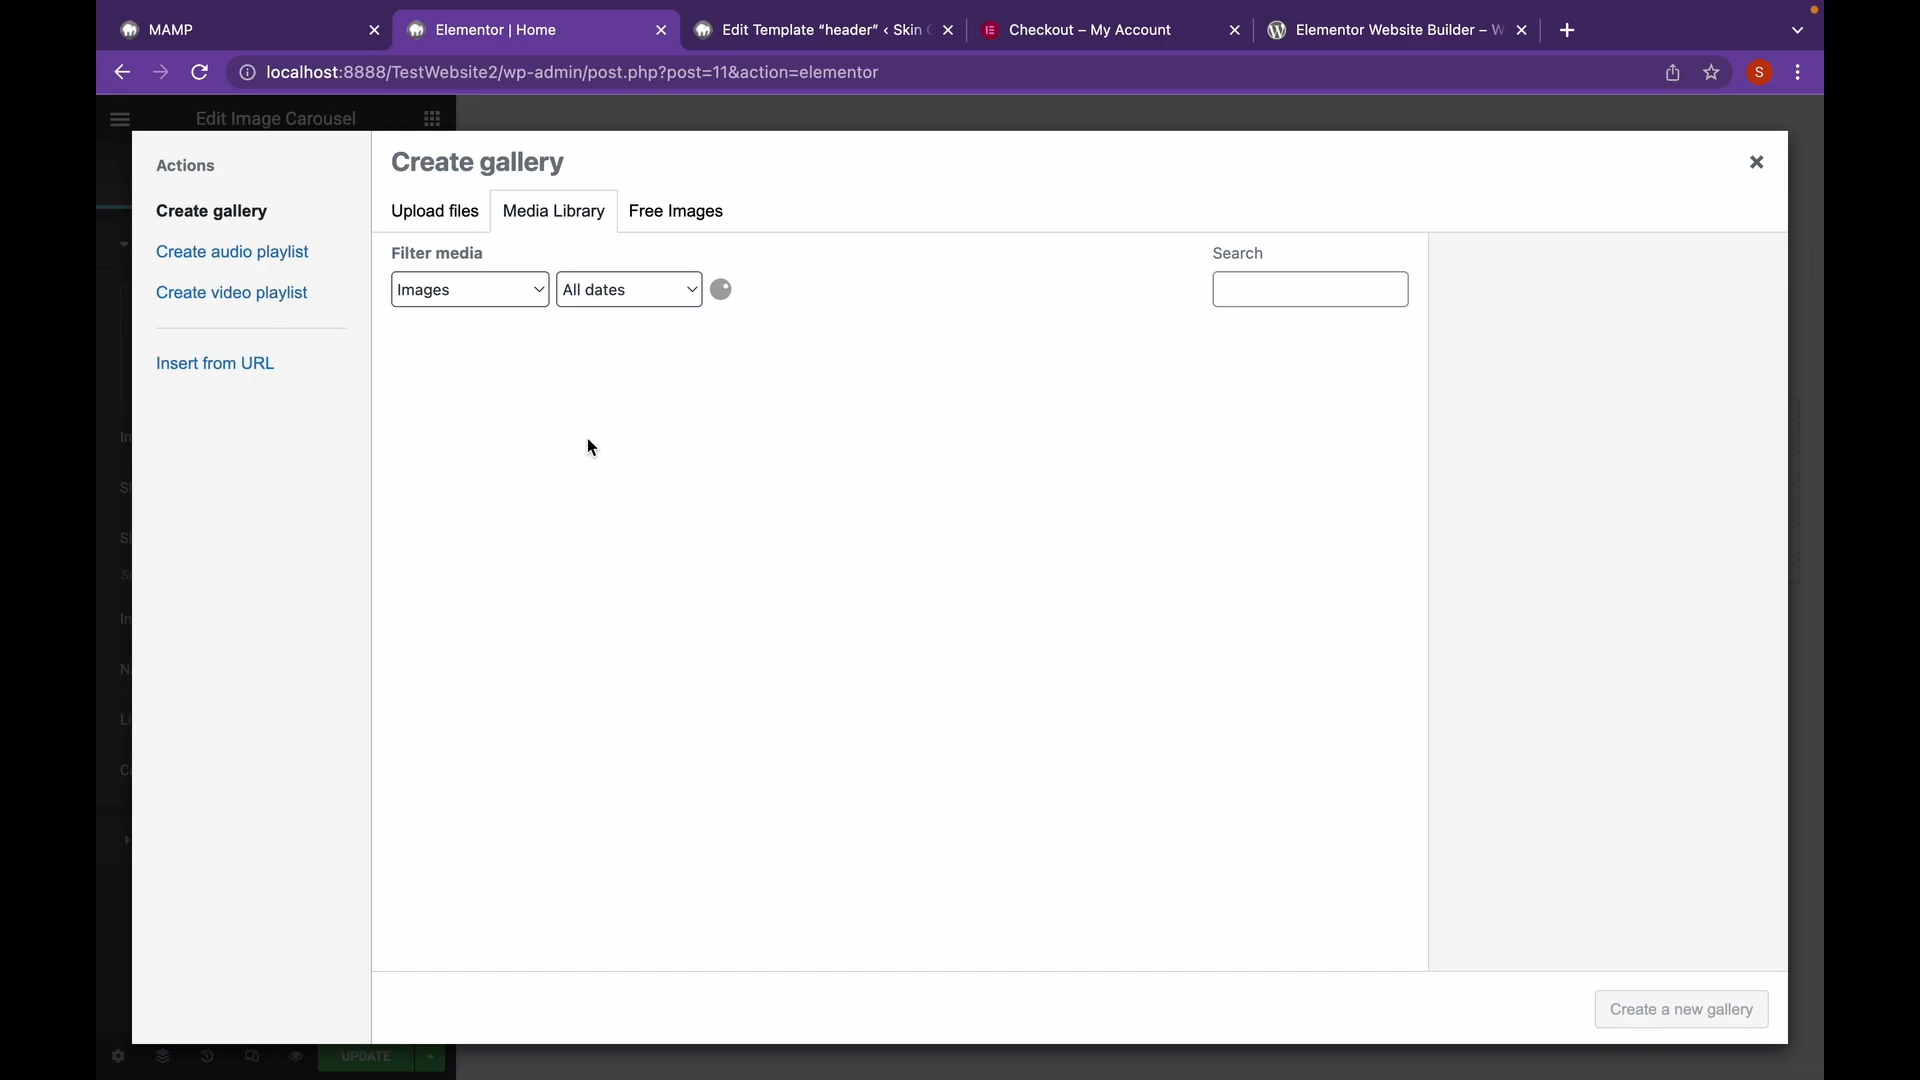 MAMP
Elementor | Home
Edit Template “header” ‹ Skin
Checkout – My Account
Elementor Website Builder – W
localhost:8888/TestWebsite2/wp-admin/post.php?post=11&action=elementor
S
Edit Image Carousel
Actions
Create gallery
Create audio playlist
Create video playlist
Insert from URL
Create gallery
Upload files
Media Library
Free Images
Filter media
Images
All dates
Search
Create a new gallery
UPDATE